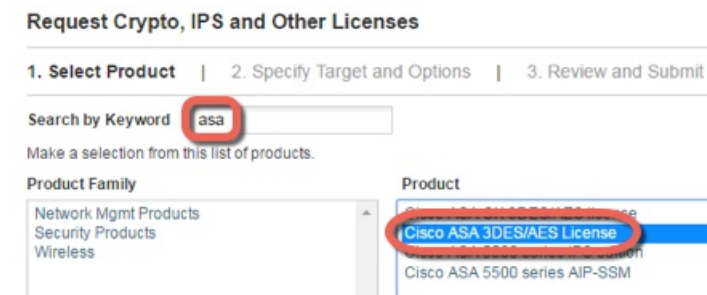 Request Crypto, IPS and Other Licenses
1. Select Product | 2. Specify Target and Options | 3. Review and Submit
Search by Keyword asa
Make a selection from this list of products.
Product Family Product
Network Mgmt Products
Security Products
Wireless
Cisco ASA 3DES/AES License
Cisco ASA 5500 series AIP-SSM